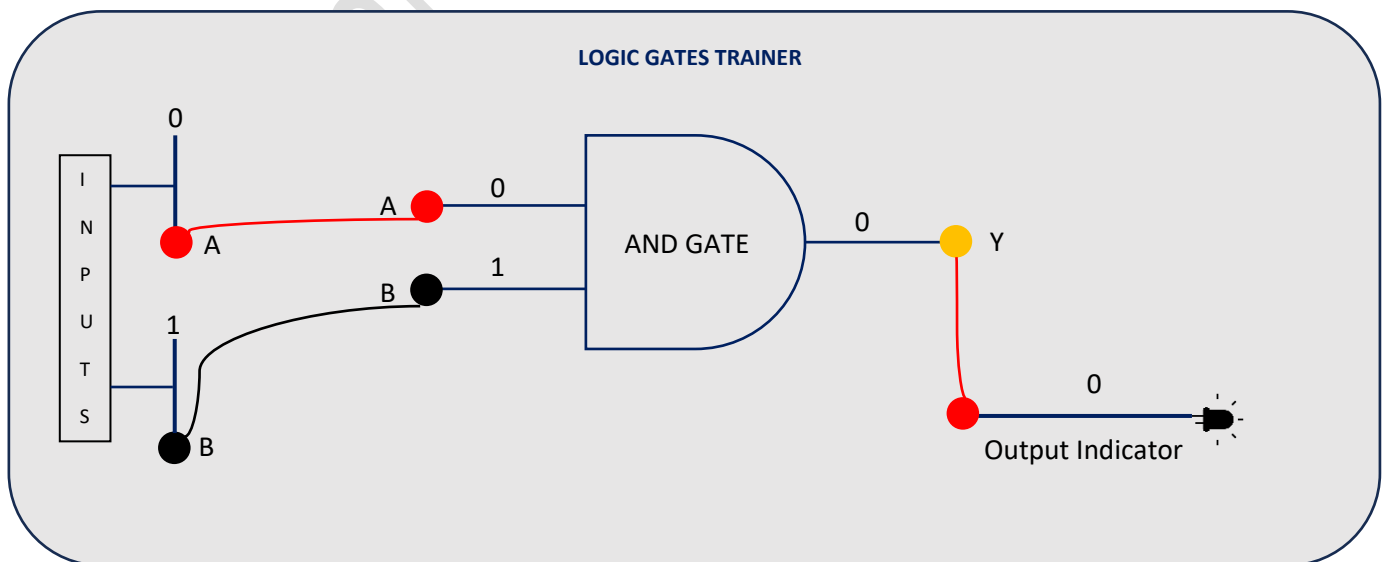 LOGIC GATES TRAINER
0
I
N
P
U
T
S
A
1
B
A
0
B
1
AND GATE
0
Y
0
Output Indicator